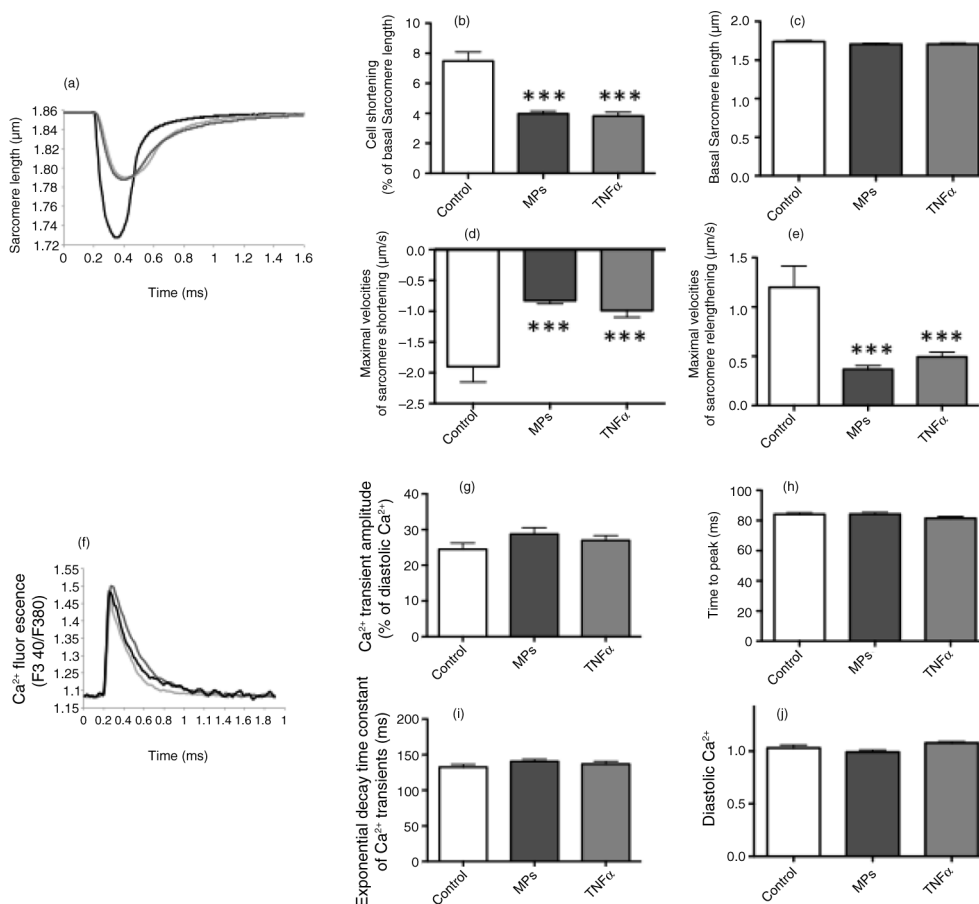 (a)
Sarcomere length (µm)
1.86
1.84
1.82
1.80
1.78
1.76
1.74
1.72
0 0.2 0.4 0.6 0.8 1 1.2 1.4 1.6
Time (ms)
(b)
Cell shortening
(% of basal Sarcomere length)
10
8
6
4
2
0
*** ***
Control MPs TNFα
(c)
Basal Sarcomere length (µm)
2.0
1.5
1.0
0.5
0.0
Control MPs TNFα
(d)
Maximal velocities
of sarcomere shortening (µm/s)
0.0
−0.5
−1.0
−1.5
−2.0
−2.5
*** ***
Control MPs TNFα
(e)
Maximal velocities
of sarcomere relengthening (µm/s)
1.5
1.0
0.5
0.0
*** ***
Control MPs TNFα
(f)
Ca²⁺ fluor escence
(F3 40/F380)
1.55
1.5
1.45
1.4
1.35
1.3
1.25
1.2
1.1
1.15
0 0.2 0.4 0.6 0.8 1 1.1 1.4 1.6 1.8 1
Time (ms)
(g)
Ca²⁺ transient amplitude
(% of diastolic Ca²⁺)
40
30
20
10
0
Control MPs TNFα
(h)
Time to peak
(ms)
100
80
60
40
20
0
Control MPs TNFα
(i)
Exponential decay time constant
of Ca²⁺ transients (ms)
200
150
100
50
0
Control MPs TNFα
(j)
Diastolic Ca²⁺
1.0
0.5
0.0
Control MPs TNFα